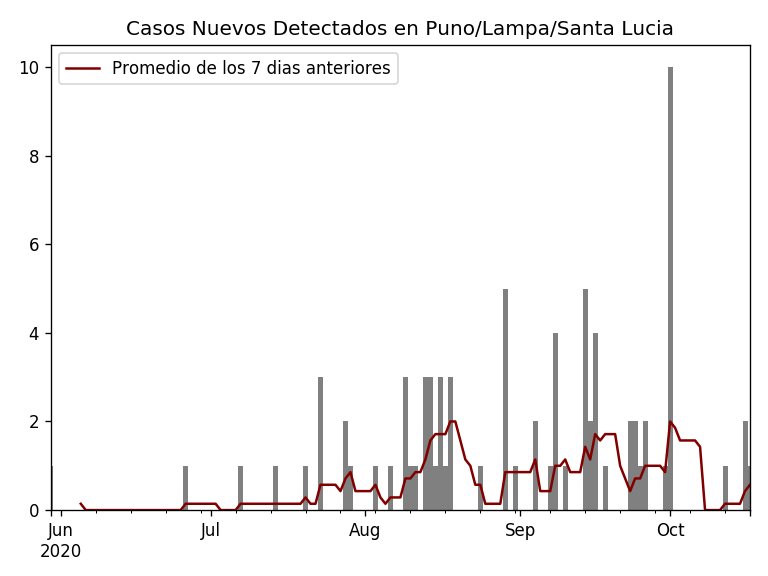 Casos Nuevos Detectados en Puno/Lampa/Santa Lucia
Promedio de los 7 dias anteriores
10
8
6
4
2
0
Jun
2020
Jul
Aug
Sep
Oct